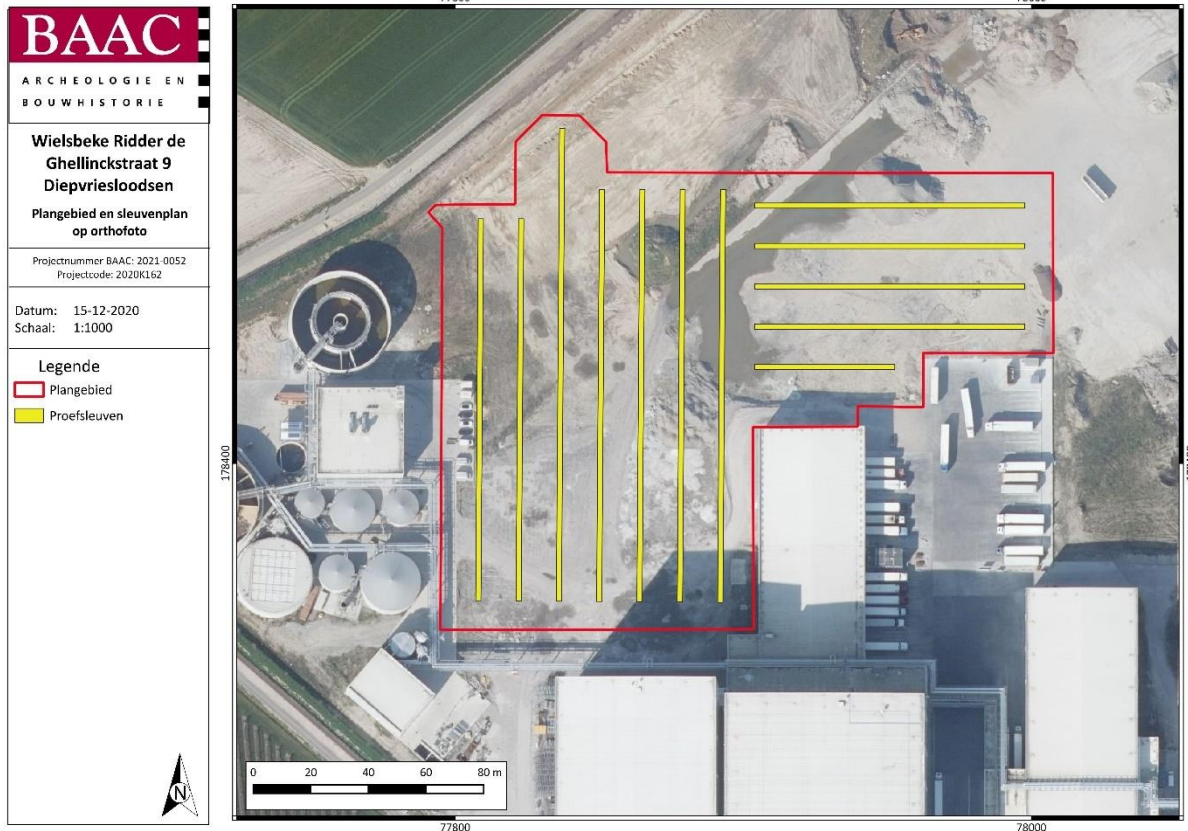 BAAC
ARCHEOLOGIE EN
BOUWHISTORIE
Wielsbeke Ridder de
Ghellinckstraat 9
Diepvriesloodsen
Plangebied en sleuvenplan
op orthofoto
Projectnummer BAAC: 2021-0052
Projectcode: 2020K162
Datum: 15-12-2020
Schaal: 1:1000
Legende
Plangebied
Proefsleuven
N
178400
0 20 40 60 80 m
77800 78000